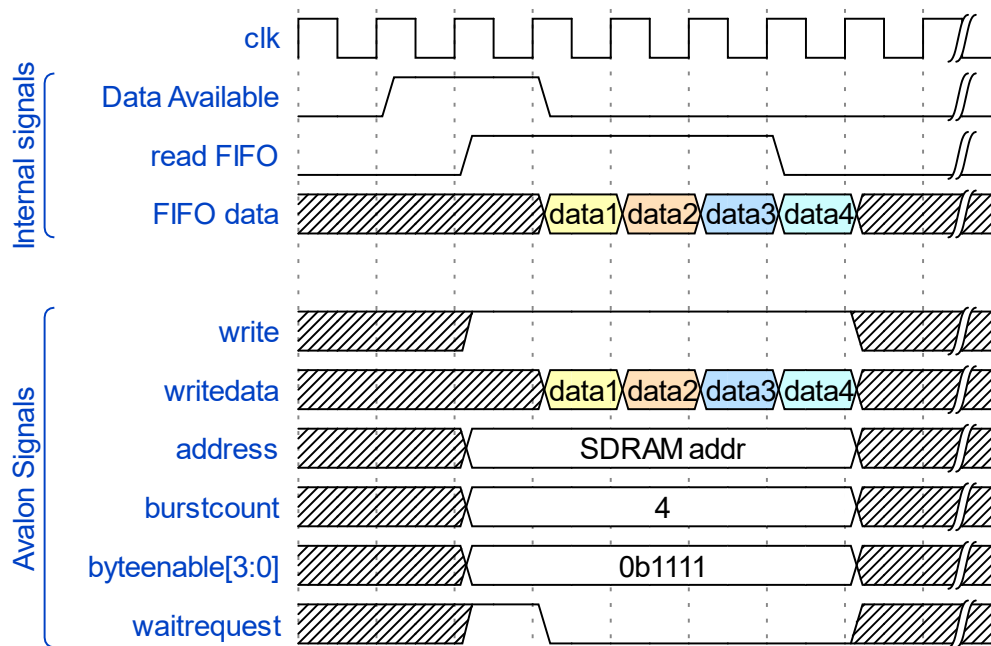 clk
Internal signals
Data Available
read FIFO
FIFO data data1 data2 data3 data4
Avalon Signals
write
writedata data1 data2 data3 data4
address SDRAM addr
burstcount 4
byteenable[3:0] 0b1111
waitrequest